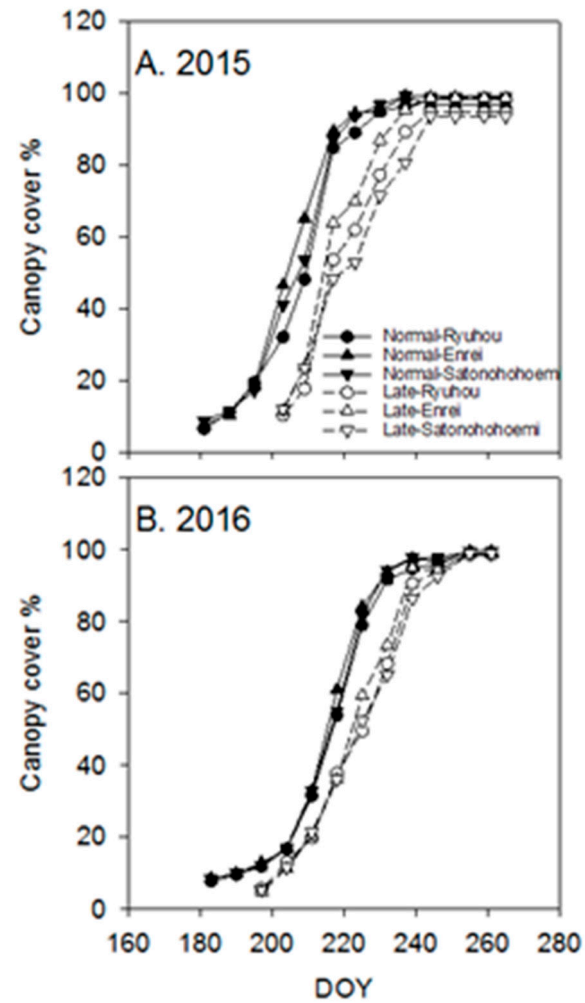 120
A. 2015
100
80
60
40
20
0
Canopy cover %
Normal-Ryuhou
Normal-Enrei
Normal-Satonohohoemi
Late-Ryuhou
Late-Enrei
Late-Satonohohoemi
120
B. 2016
100
80
60
40
20
0
Canopy cover %
160 180 200 220 240 260 280
DOY